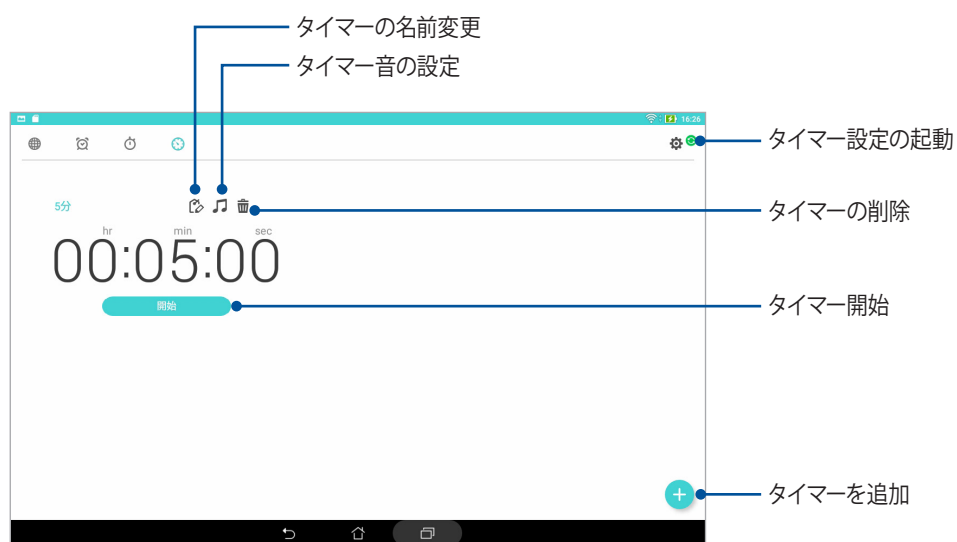 タイマーの名前変更
タイマー音の設定
16:26
タイマー設定の起動
5分
タイマーの削除
hr min sec
00:05:00
開始
タイマー開始
タイマーを追加